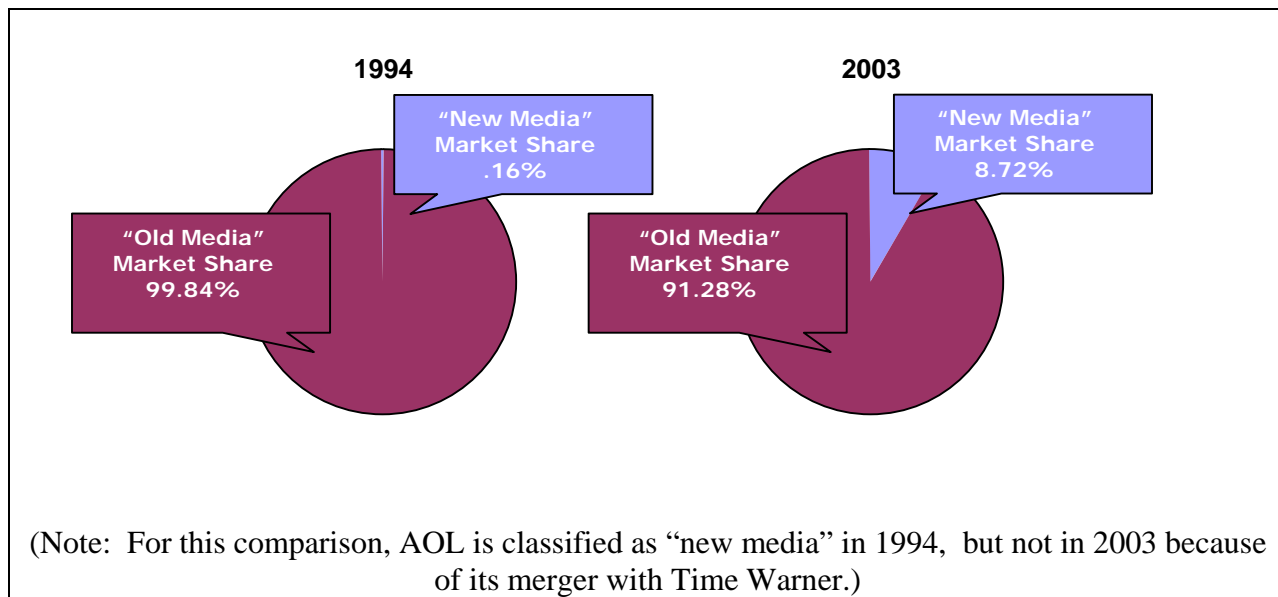 1994
“New Media”
Market Share
.16%
“Old Media”
Market Share
99.84%
2003
“New Media”
Market Share
8.72%
“Old Media”
Market Share
91.28%
(Note:  For this comparison, AOL is classified as “new media” in 1994,  but not in 2003 because
of its merger with Time Warner.)